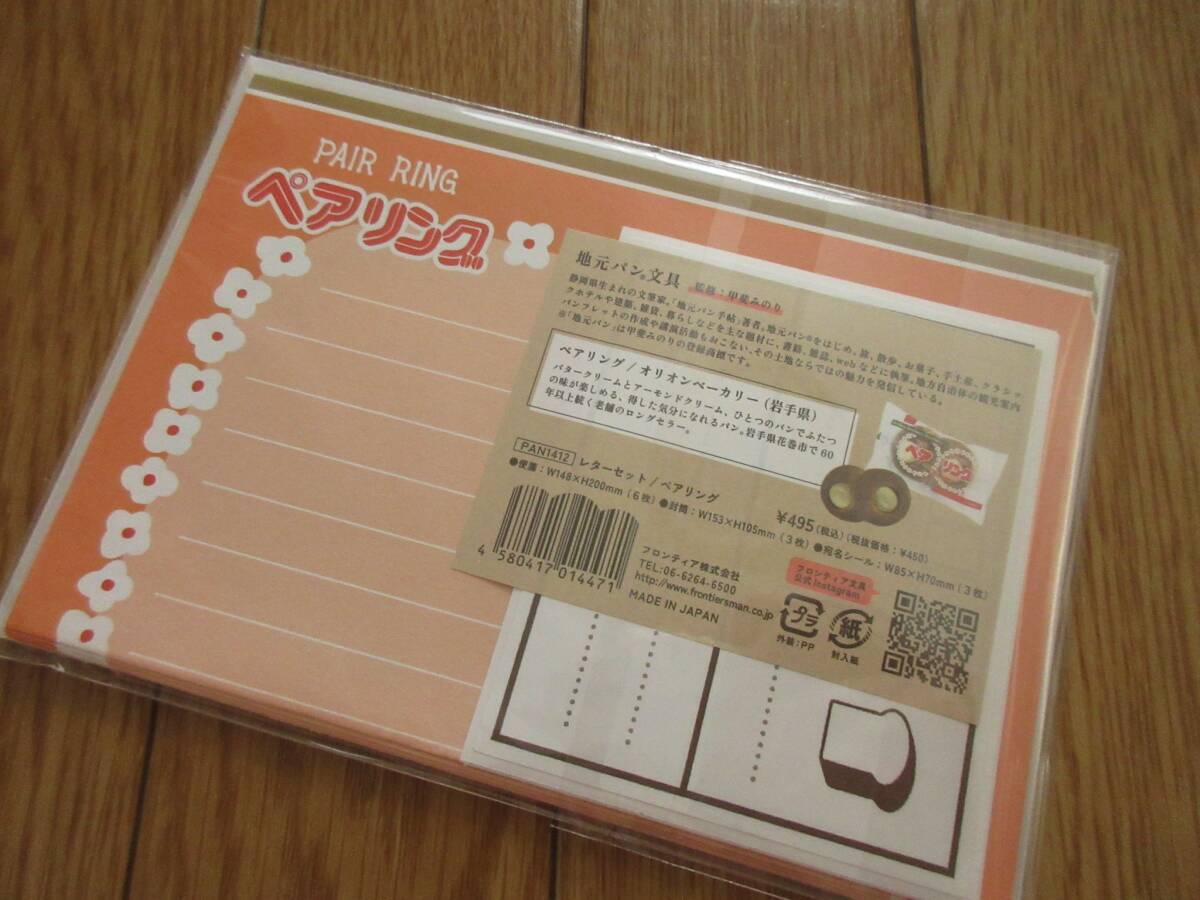 PAIR RING
ペアリング
地元パン®文具 監修：甲斐みのり
静岡県生まれの文筆家。「地元パン手帖」著者。地元パン®をはじめ、旅、散歩、お菓子、手土産、クラシッ
クホテルや建築、雑貨、暮らしなどを主な題材に、書籍、雑誌、webなどに執筆。地方自治体の観光案内
パンフレットの作成や講演活動もおこない、その土地ならではの魅力を発信している。
※「地元パン」は甲斐みのりの登録商標です。
ペアリング/オリオンベーカリー(岩手県)
バタークリームとアーモンドクリーム、ひとつのパンでふたつ
の味が楽しめる、得した気分になれるパン。岩手県花巻市で60
年以上続く老舗のロングセラー。
ペア リング
PAN1412 レターセット/ペアリング
¥495(税込)(税抜価格：¥450)
●便箋：W148×H200mm(6枚) ●封筒：W153×H105mm(3枚) ●宛名シール：W85×H70mm(3枚)
4 580417 014471
フロンティア株式会社
TEL:06-6264-6500
http://www.frontiersman.co.jp
MADE IN JAPAN
フロンティア文具
公式Instagram
プラ
外装：PP
紙
封入紙